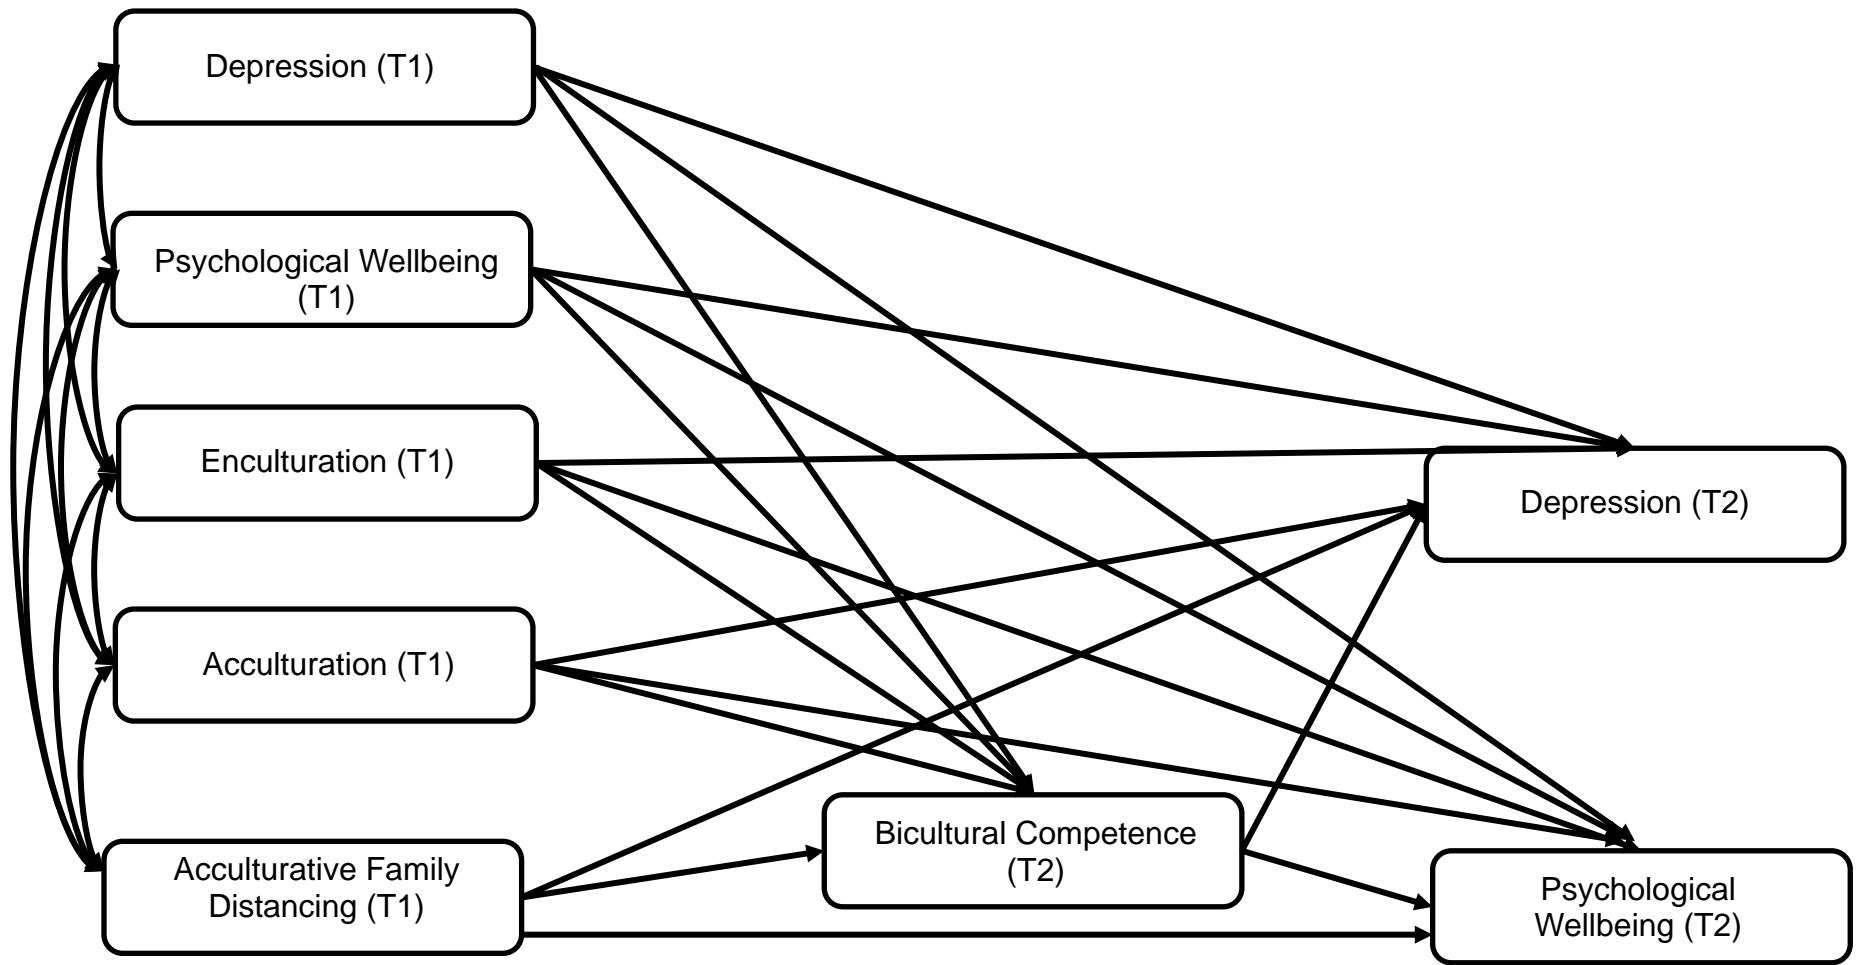 Depression (T1)
Psychological Wellbeing
(T1)
Enculturation (T1)
Depression (T2)
Acculturation (T1)
Bicultural Competence
(T2)
Acculturative Family
Distancing (T1)
Psychological
Wellbeing (T2)